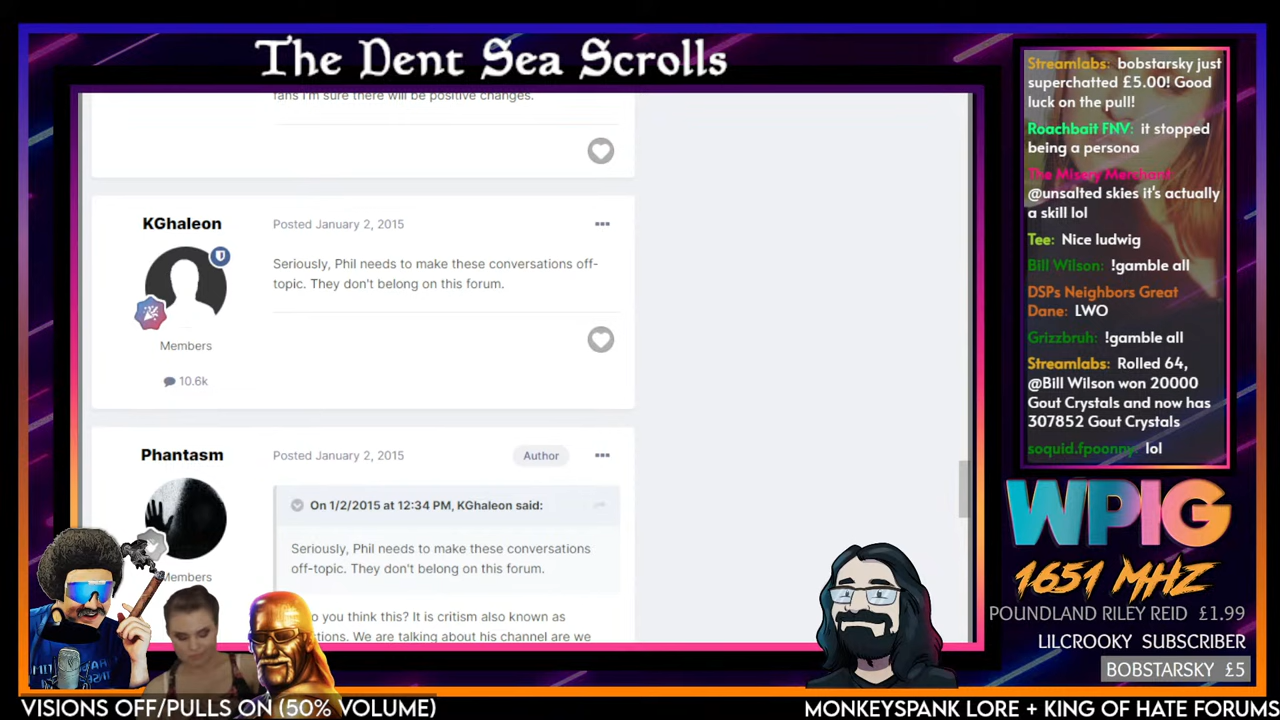 The Dent Sea Scrolls
fans I'm sure there will be positive changes.
KGhaleon
Posted January 2, 2015
•••
Seriously, Phil needs to make these conversations off-
topic. They don't belong on this forum.
Members
10.6k
Phantasm
Posted January 2, 2015
Author
•••
On 1/2/2015 at 12:34 PM, KGhaleon said:
Seriously, Phil needs to make these conversations
off-topic. They don't belong on this forum.
Members
o you think this? It is critism also known as
stions. We are talking about his channel are we
Streamlabs: bobstarsky just
superchatted £5.00! Good
luck on the pull!
Roachbait FNV: it stopped
being a persona
The Misery Merchant
@unsalted skies it's actually
a skill lol
Tee: Nice ludwig
Bill Wilson: !gamble all
DSPs Neighbors Great
Dane: LWO
Grizzbruh: !gamble all
Streamlabs: Rolled 64,
@Bill Wilson won 20000
Gout Crystals and now has
307852 Gout Crystals
soquid.fpoonny: lol
WPIG
1651 MHZ
POUNDLAND RILEY REID £1.99
LILCROOKY SUBSCRIBER
BOBSTARSKY £5
VISIONS OFF/PULLS ON (50% VOLUME)
MONKEYSPANK LORE + KING OF HATE FORUMS